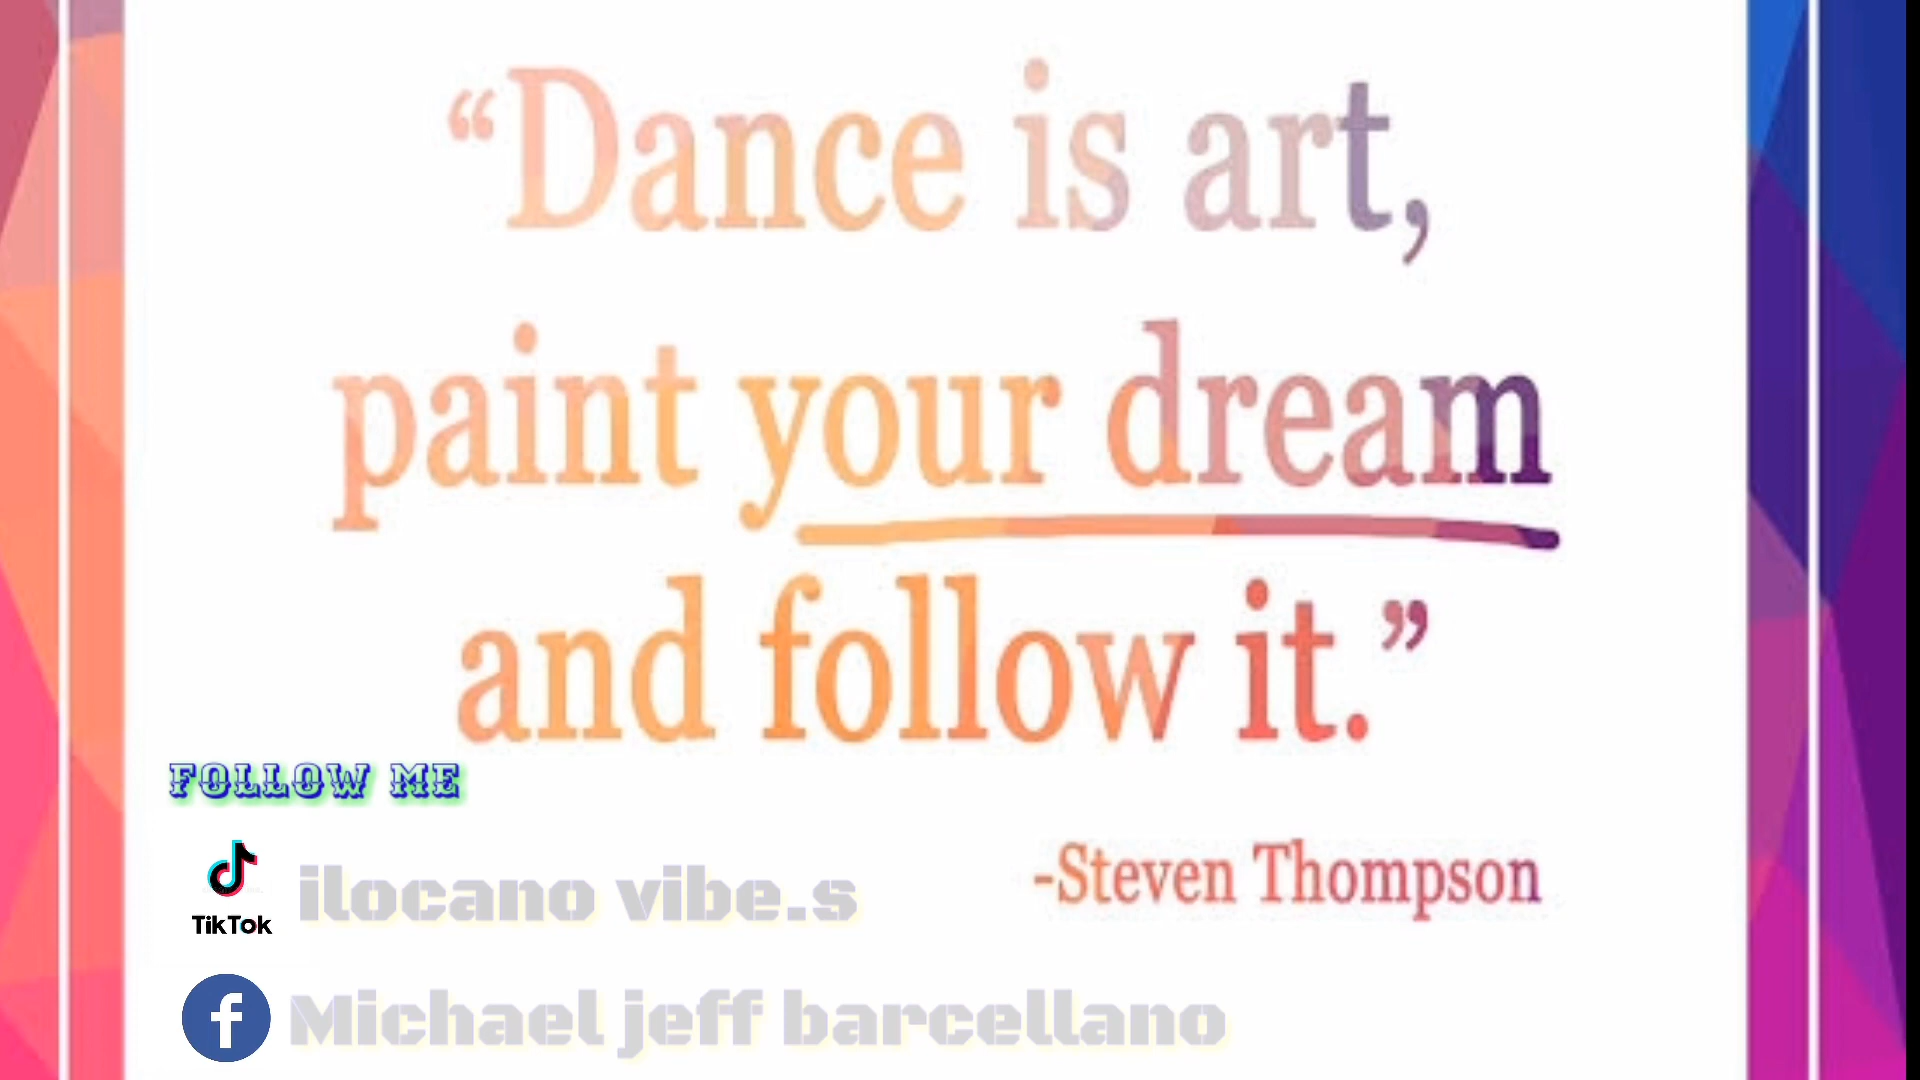 “Dance is art,
paint your dream
and follow it.”
FOLLOW ME
-Steven Thompson
TikTok
ilocano vibe.s
f
Michael jeff barcellano